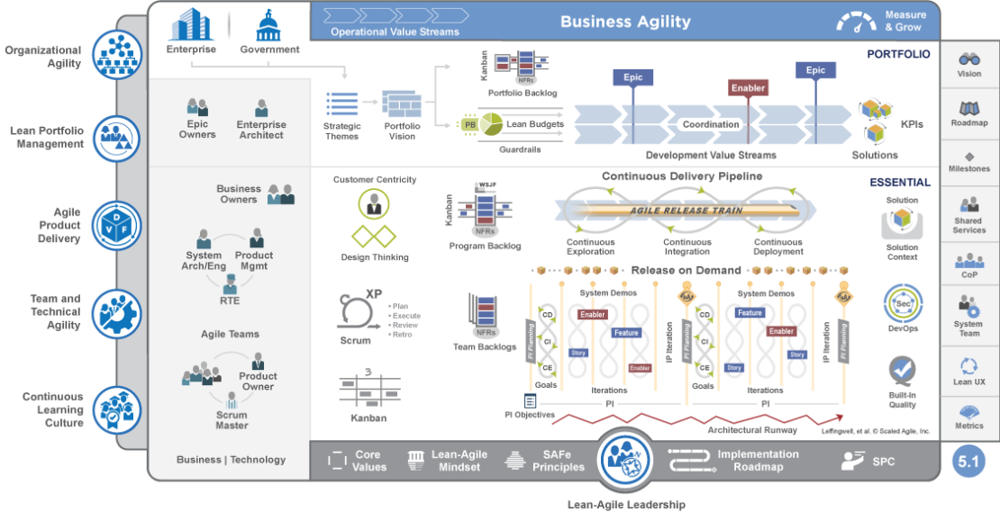 Organizational
Agility
Lean Portfolio
Management
Agile
Product
Delivery
D
V F
Team and
Technical
Agility
Continuous
Learning
Culture
Enterprise
Government
Operational Value Streams
Business Agility
Measure
& Grow
PORTFOLIO
Epic
Owners
Enterprise
Architect
Strategic
Themes
Portfolio
Vision
Kanban
NFRs
Portfolio Backlog
PB
Lean Budgets
Guardrails
Epic
Enabler
Epic
Coordination
Development Value Streams
KPIs
Solutions
ESSENTIAL
Business
Owners
System
Arch/Eng
Product
Mgmt
RTE
Agile Teams
Product
Owner
Scrum
Master
Business | Technology
Customer Centricity
Design Thinking
WSJF
Kanban
NFRs
Program Backlog
Continuous Delivery Pipeline
AGILE RELEASE TRAIN
Continuous
Exploration
Continuous
Integration
Continuous
Deployment
Solution
Solution
Context
XP
Scrum
• Plan
• Execute
• Review
• Retro
NFRs
Team Backlogs
3
Kanban
Release on Demand
System Demos
System Demos
PI Planning
CD
CI
CE
Goals
Enabler
Feature
Story
Enabler
Iterations
IP Iteration
I&A
PI Planning
CD
CI
CE
Goals
Feature
Enabler
Story
Story
Iterations
IP Iteration
I&A
PI Planning
PI
PI
PI Objectives
Architectural Runway
Sec
DevOps
Built-In
Quality
Leffingwell, et al. © Scaled Agile, Inc.
Vision
Roadmap
Milestones
Shared
Services
CoP
System
Team
Lean UX
Metrics
5.1
Core
Values
Lean-Agile
Mindset
SAFe
Principles
N
Implementation
Roadmap
SPC
Lean-Agile Leadership